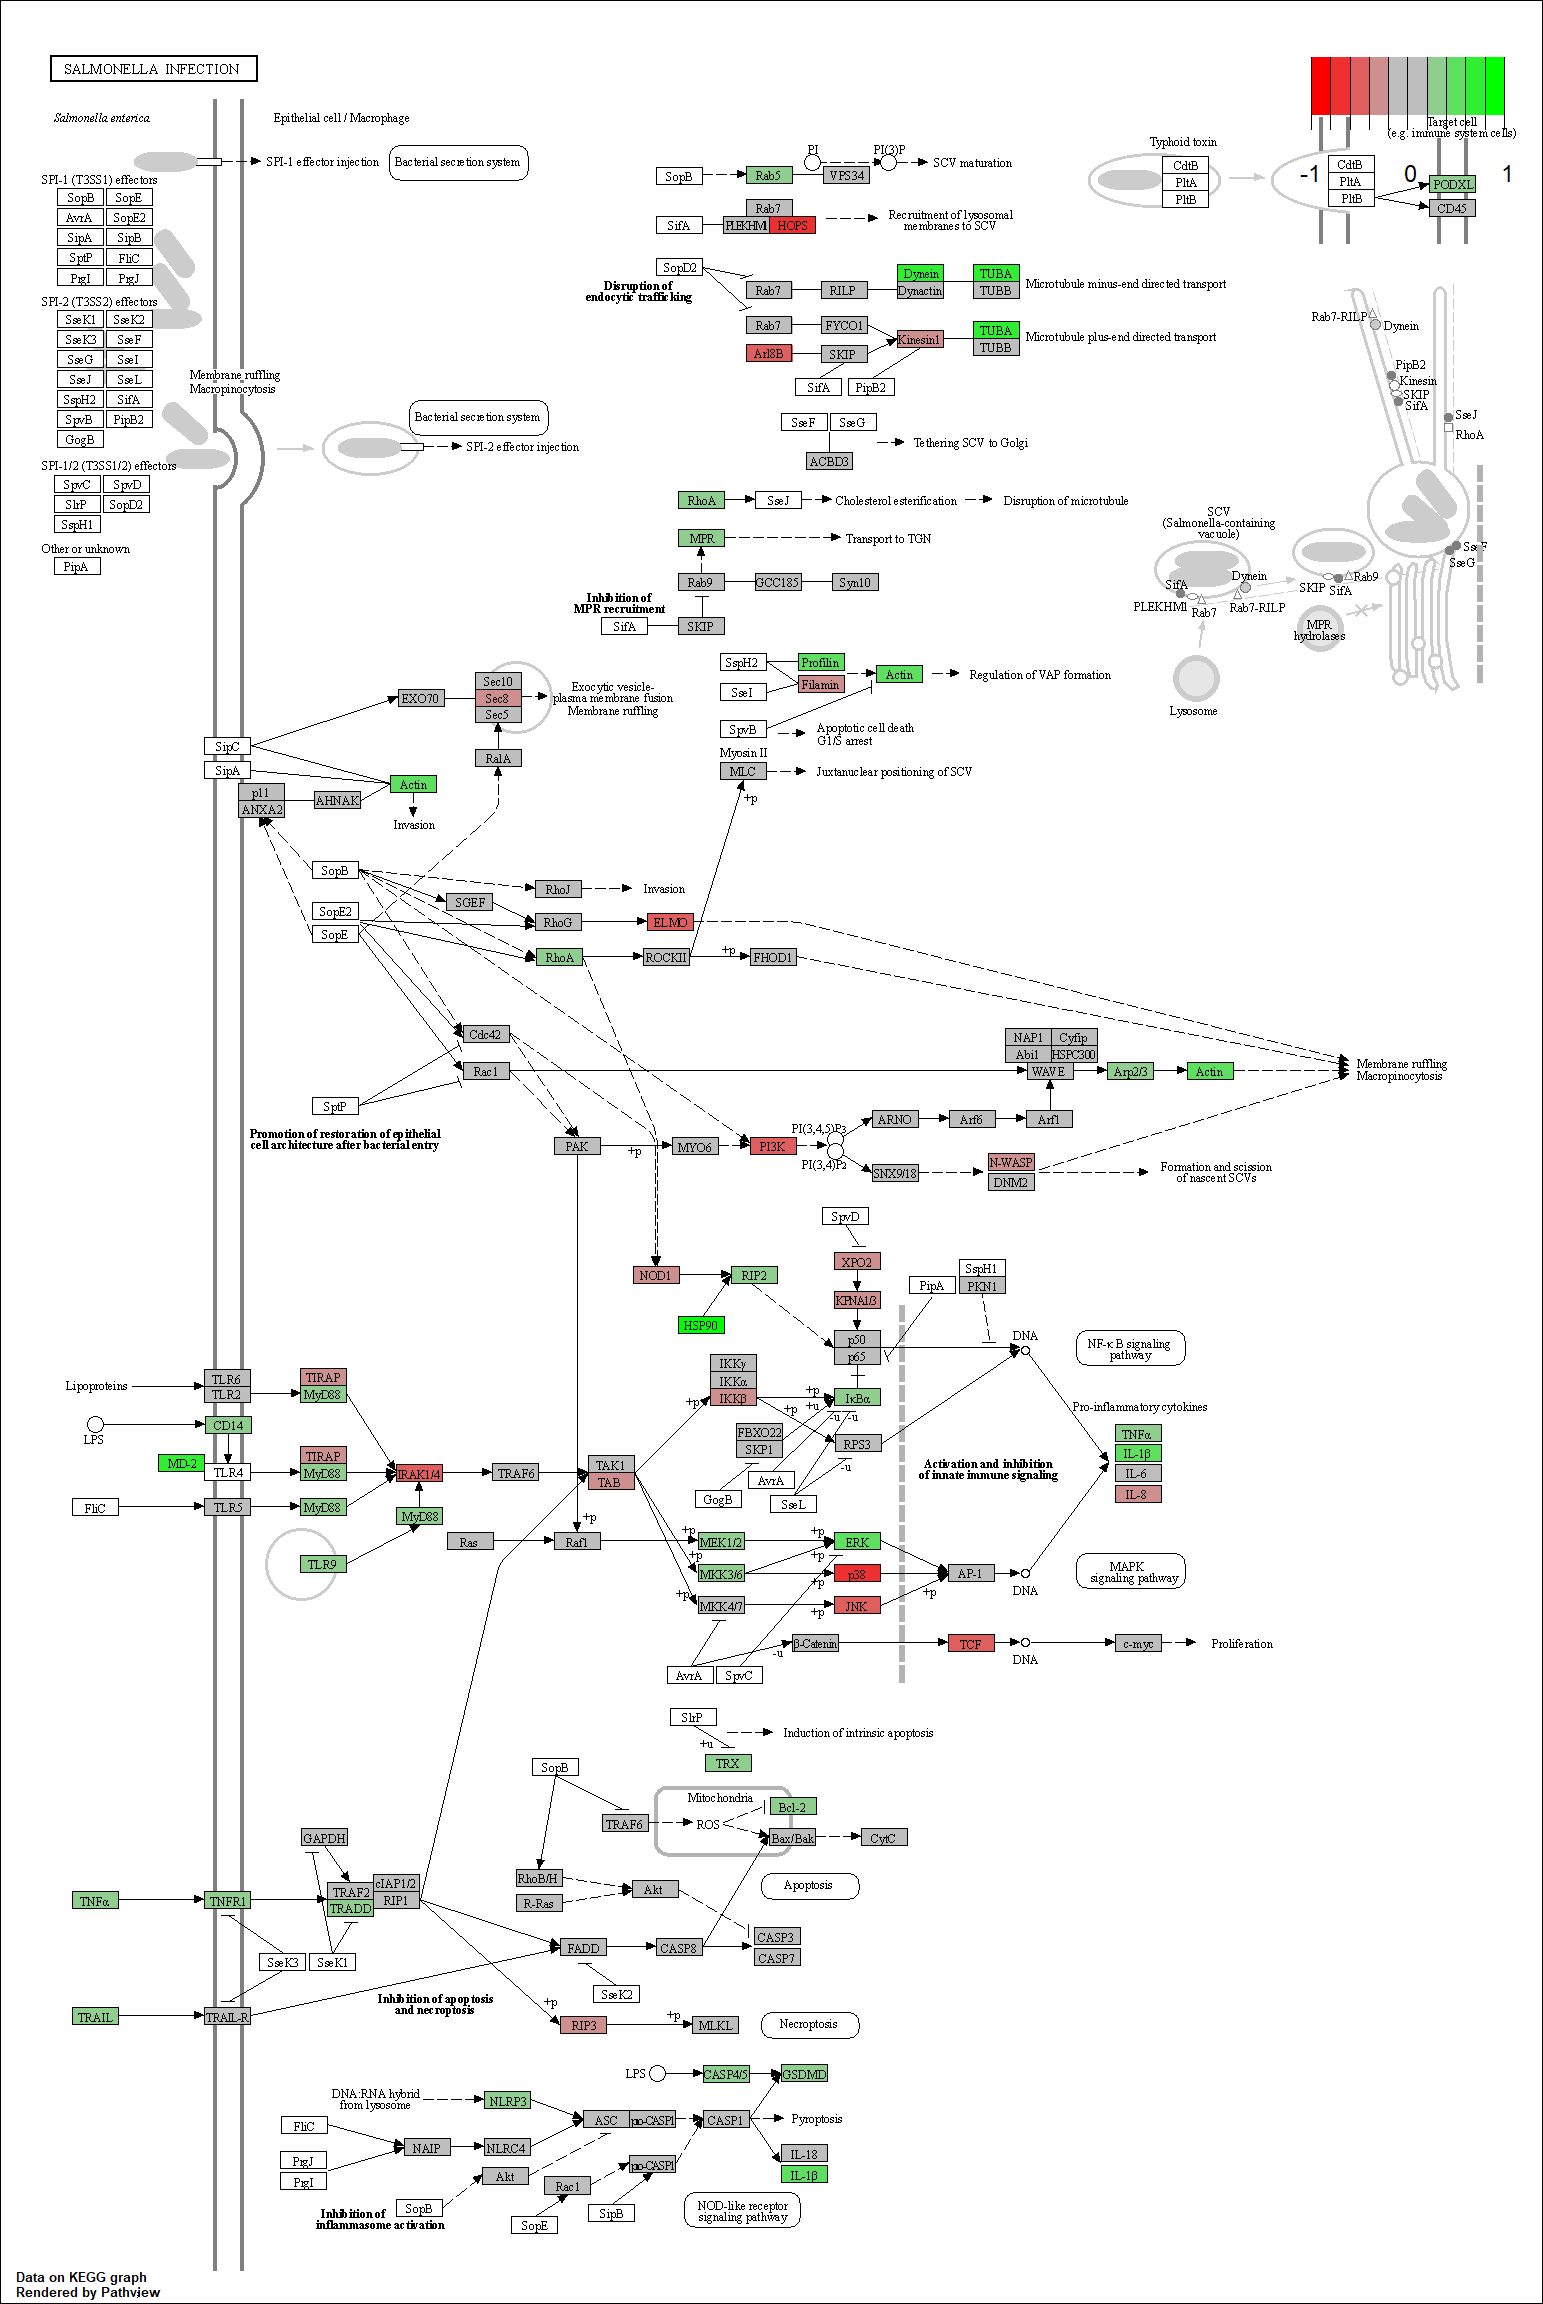 SALMONELLA INFECTION
Salmonella enterica
Epithelial cell / Macrophage
SPI-1 effector injection
Bacterial secretion system
SPI-1 (T3SS1) effectors
SopB SopE
AvrA SopE2
SipA SipB
SptP FliC
PrgI PrgJ
SPI-2 (T3SS2) effectors
SseK1 SseK2
SseK3 SseF
SseG SseI
SseJ SseL
SspH2 SifA
SpvB PipB2
GogB
SPI-1/2 (T3SS1/2) effectors
SpvC SpvD
SlrP SopD2
SspH1
Other or unknown
PipA
Membrane ruffling
Macropinocytosis
Bacterial secretion system
SPI-2 effector injection
PI PI(3)P
SopB Rab5 VPS34 SCV maturation
Rab7
SifA PLEKHM1 HOPS
Recruitment of lysosomal
membranes to SCV
SopD2
Disruption of
endocytic trafficking
Dynein TUBA
Rab7 RILP Dynactin TUBB
Microtubule minus-end directed transport
Rab7 FYCO1 Kinesin1 TUBA
Arl8B SKIP TUBB
Microtubule plus-end directed transport
SifA PipB2
SseF SseG
ACBD3
Tethering SCV to Golgi
RhoA SseJ Cholesterol esterification Disruption of microtubule
MPR Transport to TGN
Rab9 GCC185 Syn10
Inhibition of
MPR recruitment
SifA SKIP
Typhoid toxin
CdtB
PltA
PltB
CdtB
PltA
PltB
-1 0 1
Target cell
(e.g. immune system cells)
PODXL
CD45
Rab7-RILP
Dynein
PipB2
Kinesin
SKIP
SifA
SseJ
RhoA
SCV
(Salmonella-containing
vacuole)
SifA
Dynein
PLEKHM1
Rab7
Rab7-RILP
SKIP SifA
Rab9
SseF
SseG
MPR
hydrolases
Lysosome
SspH2 Profilin
SseI Filamin
Actin
Regulation of VAP formation
SpvB
Apoptotic cell death
G1/S arrest
Myosin II
MLC
Juxtanuclear positioning of SCV
+p
EXO70
Sec10
Sec8
Sec5
Exocytic vesicle-
plasma membrane fusion
Membrane ruffling
RalA
SipC
SipA
p11
ANXA2
AHNAK
Actin
Invasion
SopB
SopE2
SopE
RhoJ Invasion
SGEF
RhoG ELMO
RhoA ROCKII +p FHOD1
Cdc42
Rac1
SptP
Promotion of restoration of epithelial
cell architecture after bacterial entry
NAP1 Cyfip
Abi1 HSPC300
WAVE Arp2/3 Actin
Membrane ruffling
Macropinocytosis
PAK +p MYO6 PI3K
PI(3,4,5)P3
PI(3,4)P2
ARNO Arf6 Arf1
SNX9/18 N-WASP
DNM2
Formation and scission
of nascent SCVs
SpvD
XPO2
KPNA1/3
NOD1 RIP2
HSP90
p50
p65
PipA
SspH1
PKN1
DNA
NF-κB signaling
pathway
Lipoproteins
TLR6
TLR2
TIRAP
MyD88
LPS
CD14
MD-2
TLR4
TIRAP
MyD88
FliC TLR5 MyD88
MyD88
TLR9
IRAK1/4 TRAF6
TAK1
TAB
IKKγ
IKKα
IKKβ
+p
+p
+u
+p
-u -u
-u
IκBα
FBXO22
SKP1
RPS3
AvrA
GogB
SseL
Activation and inhibition
of innate immune signaling
Pro-inflammatory cytokines
TNFα
IL-1β
IL-6
IL-8
+p
Ras Raf1
+p MEK1/2 +p ERK
+p MKK3/6 +p
+p p38
+p MKK4/7 +p JNK
+p AP-1 DNA
MAPK
signaling pathway
β-Catenin
-u
TCF DNA c-myc Proliferation
AvrA SpvC
SlrP
+u
TRX
Induction of intrinsic apoptosis
SopB
Mitochondria
TRAF6 ROS
Bcl-2
Bax/Bak CytC
RhoB/H
R-Ras
Akt
Apoptosis
GAPDH
TNFα TNFR1
TRAF2 cIAP1/2
TRADD RIP1
SseK3 SseK1
FADD CASP8
CASP3
CASP7
SseK2
TRAIL TRAIL-R
Inhibition of apoptosis
and necroptosis
+p
RIP3 +p MLKL
Necroptosis
LPS CASP4/5 GSDMD
DNA:RNA hybrid
from lysosome
NLRP3
ASC pro-CASP1 CASP1 Pyroptosis
FliC
NAIP NLRC4
PrgJ
PrgI
Akt
SopB
pro-CASP1
Rac1
SipB
SopE
IL-18
IL-1β
Inhibition of
inflammasome activation
NOD-like receptor
signaling pathway
Data on KEGG graph
Rendered by Pathview